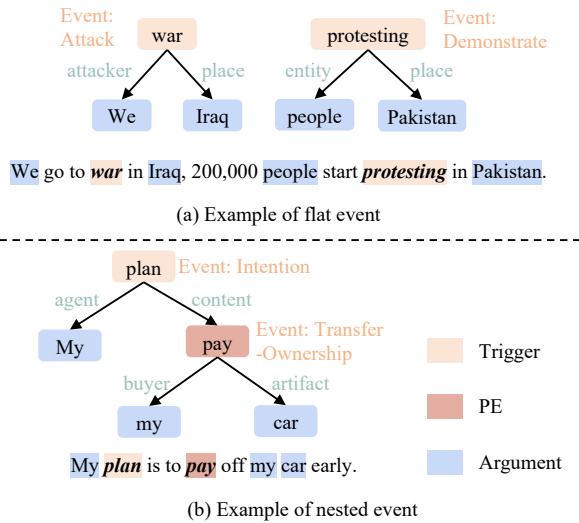 Event:
Attack
war
attacker
place
We
Iraq
Event:
Demonstrate
protesting
entity
place
people
Pakistan
We go to war in Iraq, 200,000 people start protesting in Pakistan.
(a) Example of flat event
plan
Event: Intention
agent
content
My
pay
Event: Transfer
-Ownership
buyer
artifact
my
car
Trigger
PE
Argument
My plan is to pay off my car early.
(b) Example of nested event